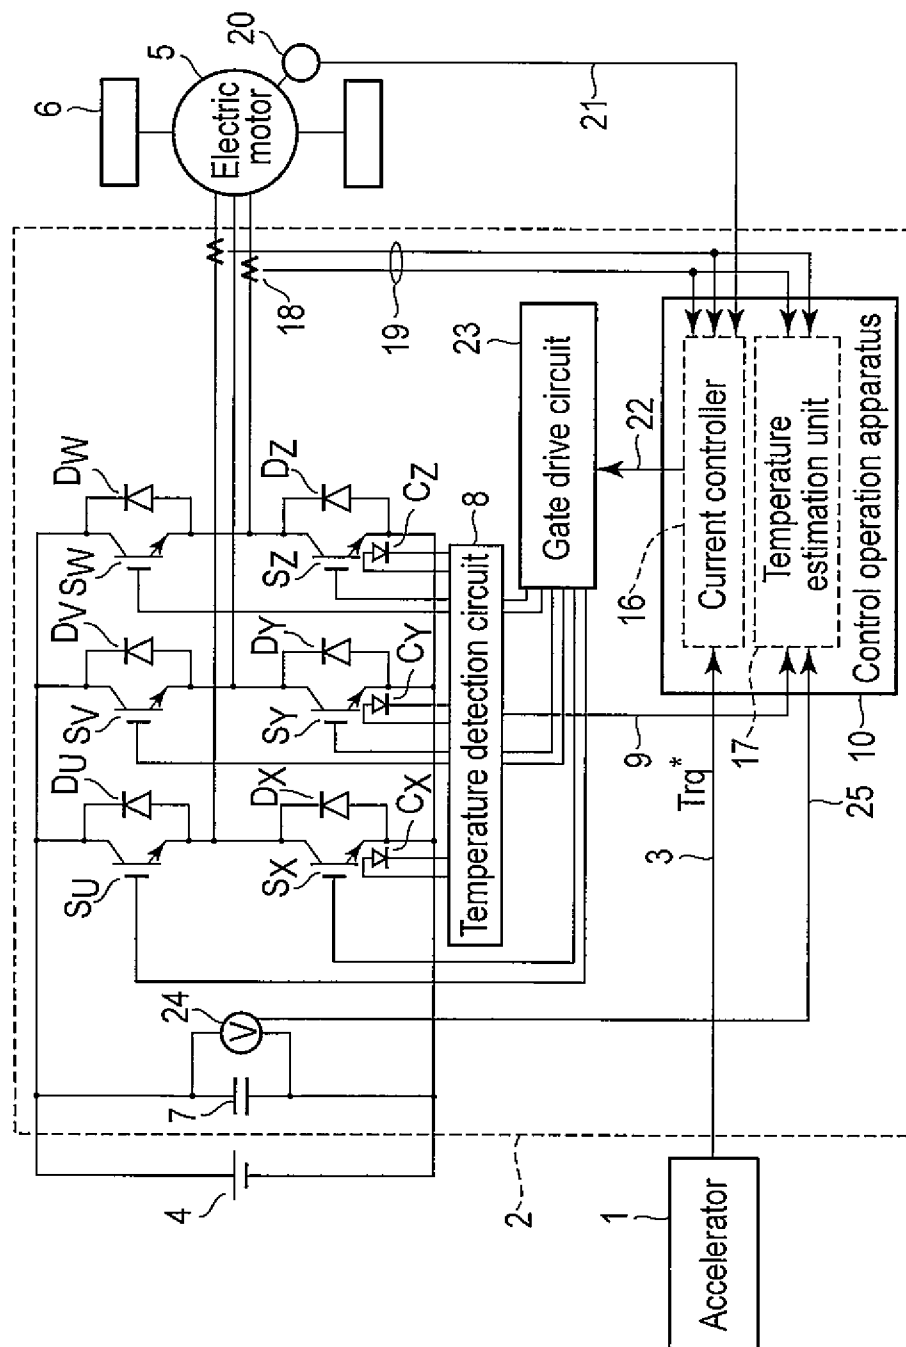 20
5
6
Electric
motor
21
18
19
23
Gate drive circuit
22
DW
SW
DZ
SZ
CZ
8
DV
SV
DY
SY
CY
DU
SU
DX
SX
CX
Temperature detection circuit
16
Current controller
Temperature
estimation unit
Control operation apparatus
17
10
9
Trq*
3
25
24
V
7
4
2
1
Accelerator